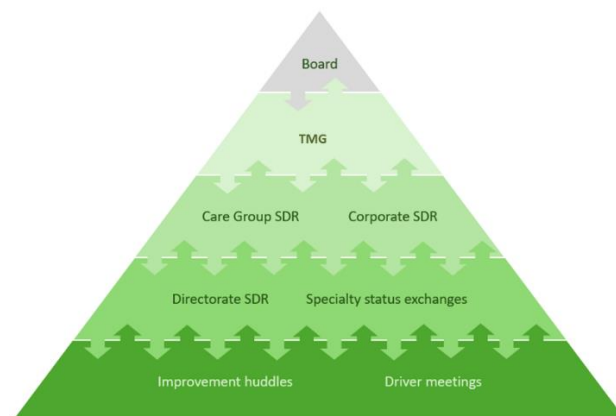 Board
TMG
Care Group SDR
Corporate SDR
Directorate SDR
Specialty status exchanges
Improvement huddles
Driver meetings